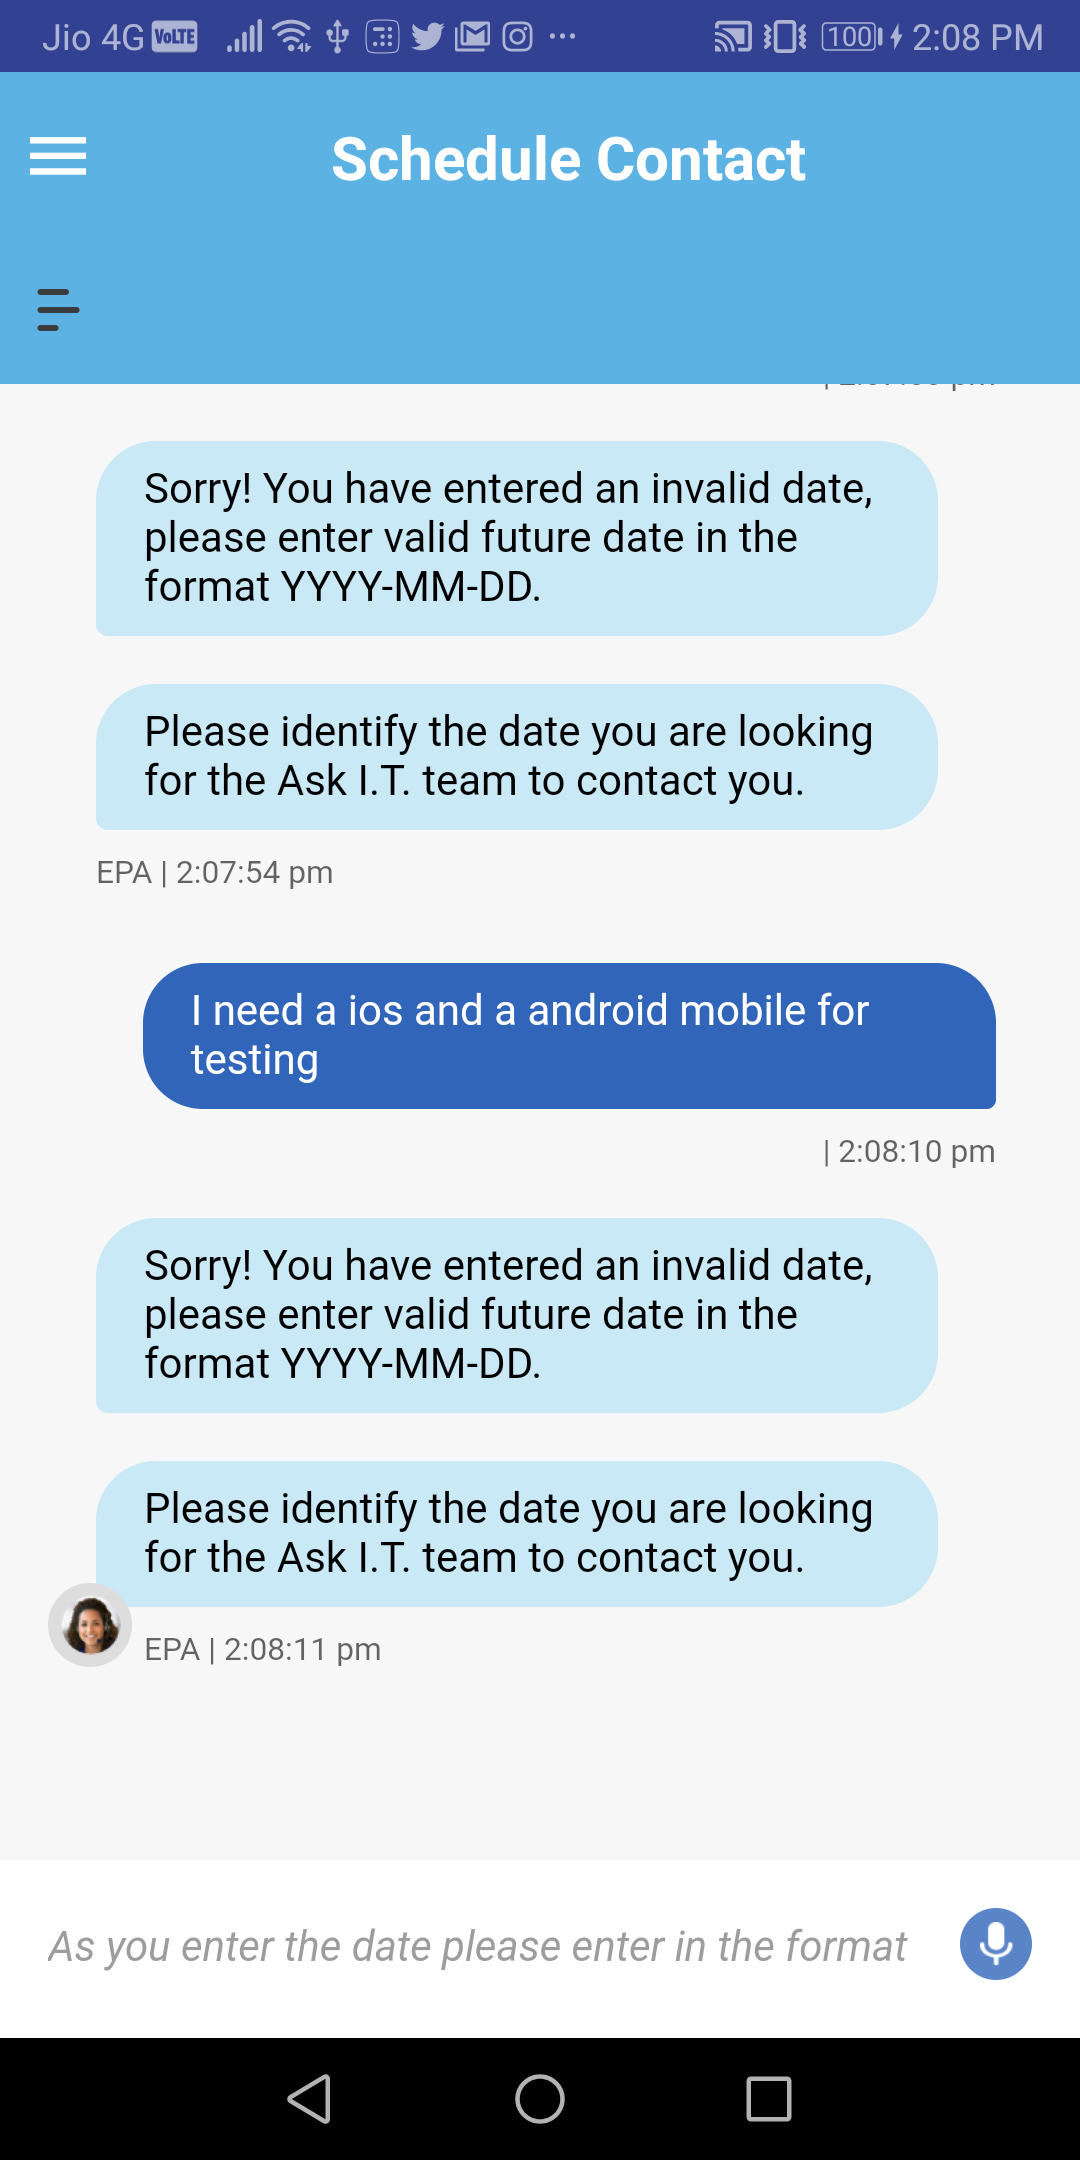 Jio 4G VoLTE 100 2:08 PM
Schedule Contact
Sorry! You have entered an invalid date,
please enter valid future date in the
format YYYY-MM-DD.
Please identify the date you are looking
for the Ask I.T. team to contact you.
EPA | 2:07:54 pm
I need a ios and a android mobile for
testing
| 2:08:10 pm
Sorry! You have entered an invalid date,
please enter valid future date in the
format YYYY-MM-DD.
Please identify the date you are looking
for the Ask I.T. team to contact you.
EPA | 2:08:11 pm
As you enter the date please enter in the format